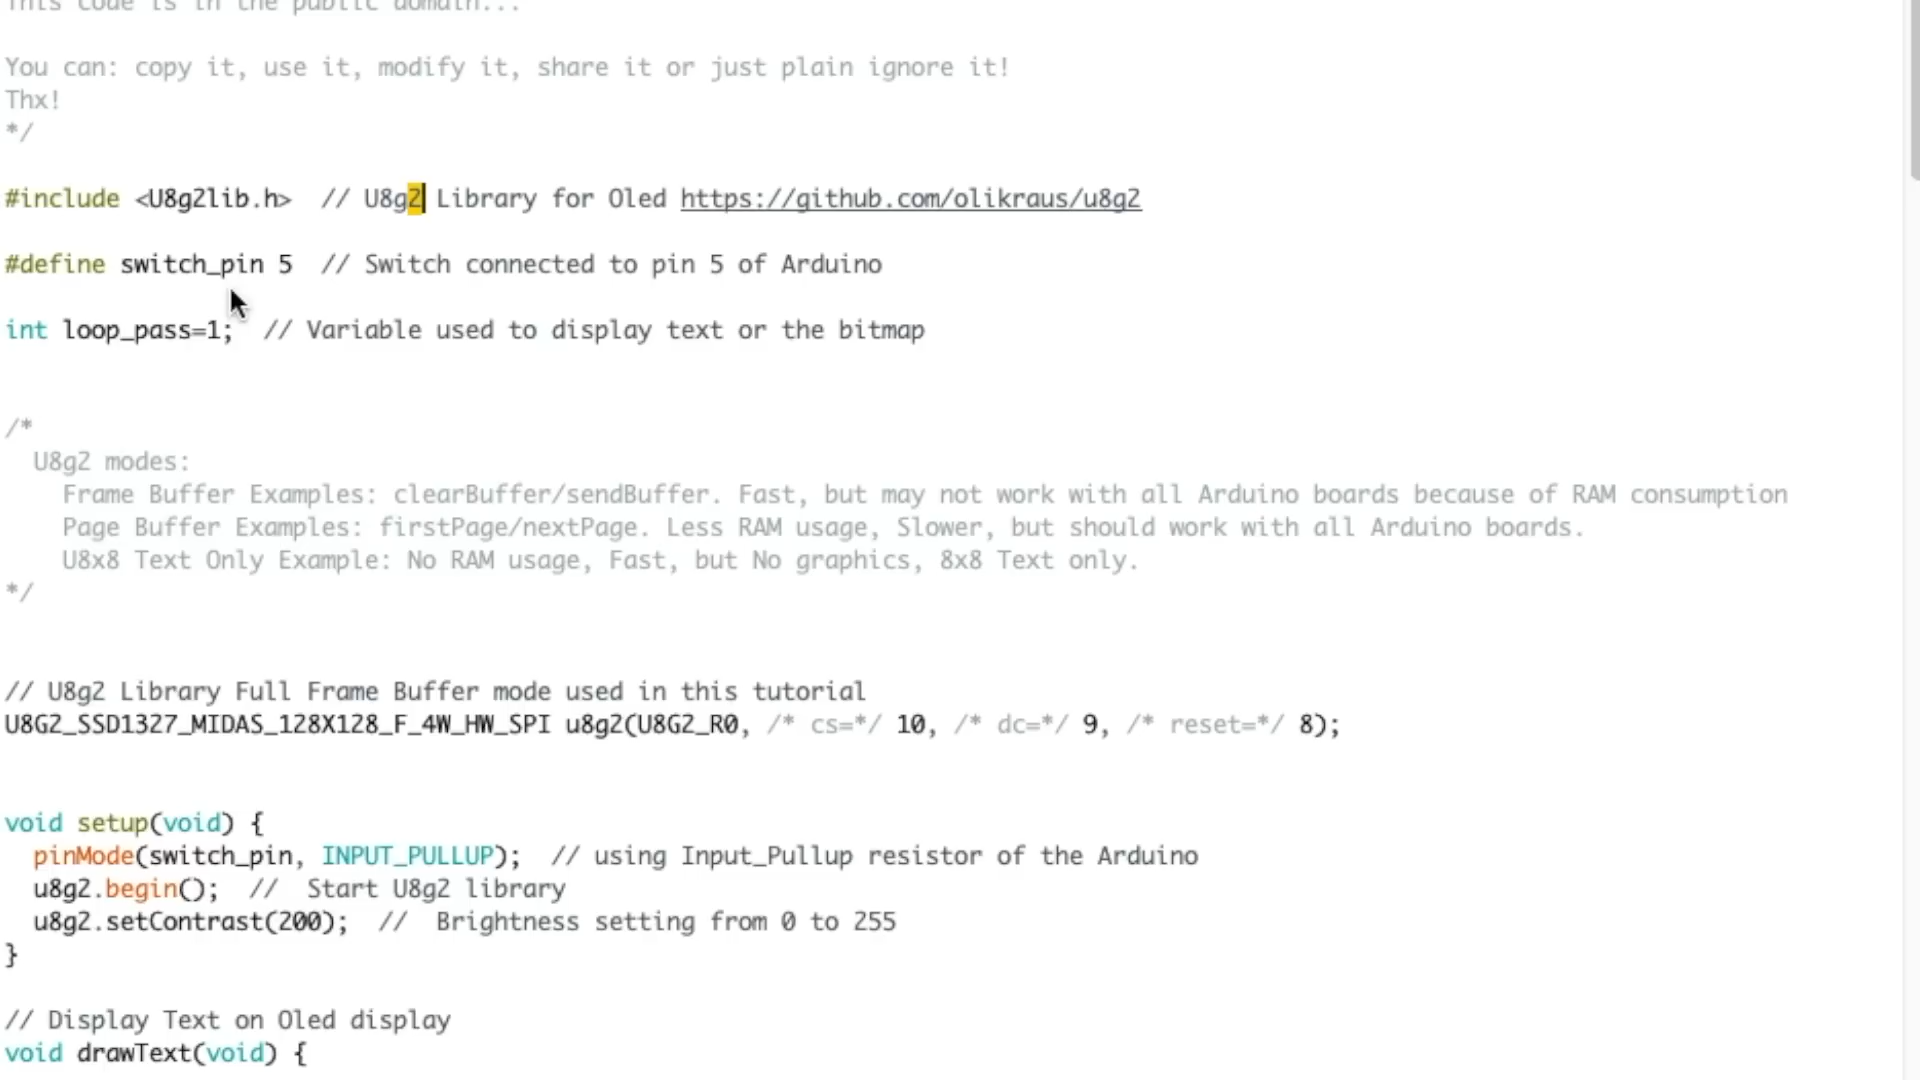 This code is in the public domain...
You can: copy it, use it, modify it, share it or just plain ignore it!
Thx!
*/
#include <U8g2lib.h>  // U8g2 Library for Oled https://github.com/olikraus/u8g2
#define switch_pin 5  // Switch connected to pin 5 of Arduino
int loop_pass=1;  // Variable used to display text or the bitmap
/*
  U8g2 modes:
    Frame Buffer Examples: clearBuffer/sendBuffer. Fast, but may not work with all Arduino boards because of RAM consumption
    Page Buffer Examples: firstPage/nextPage. Less RAM usage, Slower, but should work with all Arduino boards.
    U8x8 Text Only Example: No RAM usage, Fast, but No graphics, 8x8 Text only.
*/
// U8g2 Library Full Frame Buffer mode used in this tutorial
U8G2_SSD1327_MIDAS_128X128_F_4W_HW_SPI u8g2(U8G2_R0, /* cs=*/ 10, /* dc=*/ 9, /* reset=*/ 8);
void setup(void) {
  pinMode(switch_pin, INPUT_PULLUP);  // using Input_Pullup resistor of the Arduino
  u8g2.begin();  //  Start U8g2 library
  u8g2.setContrast(200);  //  Brightness setting from 0 to 255
}
// Display Text on Oled display
void drawText(void) {